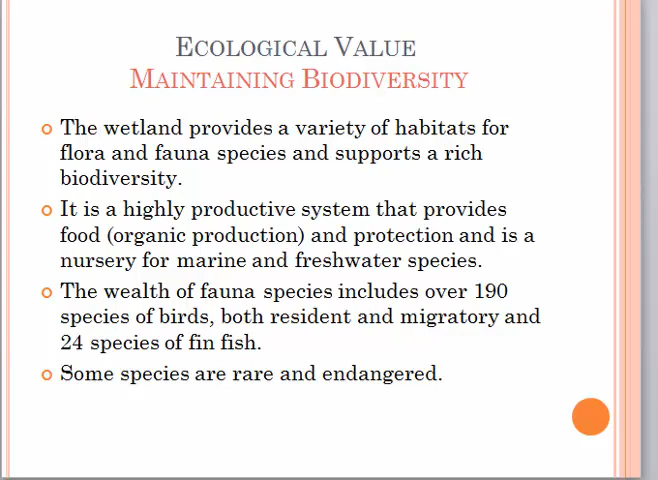 Ecological Value
Maintaining Biodiversity
The wetland provides a variety of habitats for
flora and fauna species and supports a rich
biodiversity.
It is a highly productive system that provides
food (organic production) and protection and is a
nursery for marine and freshwater species.
The wealth of fauna species includes over 190
species of birds, both resident and migratory and
24 species of fin fish.
Some species are rare and endangered.